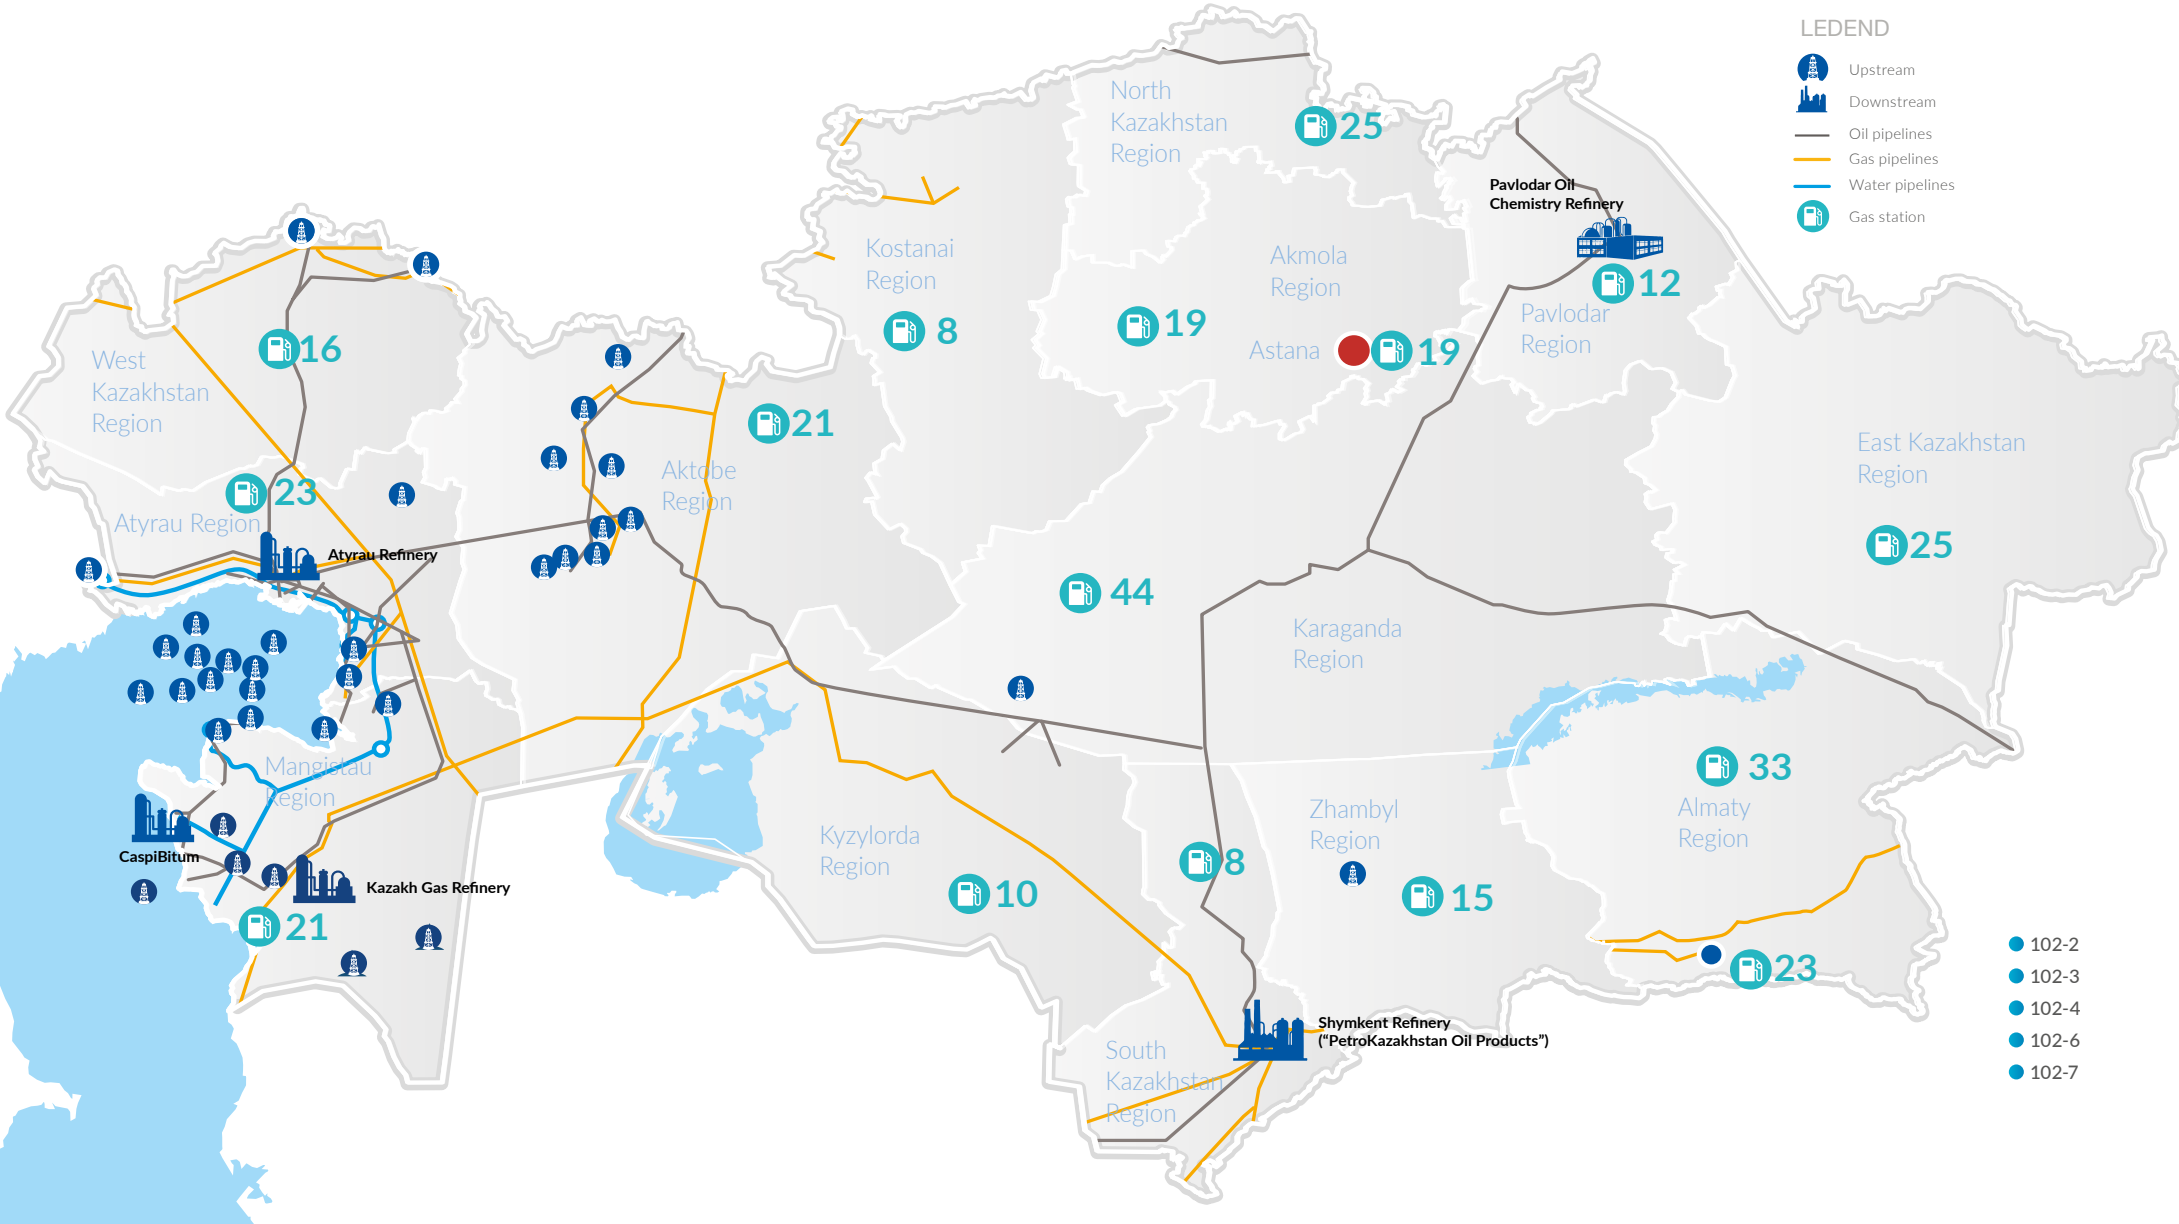 LEDEND
Upstream
Downstream
Oil pipelines
Gas pipelines
Water pipelines
Gas station
North
Kazakhstan
Region
25
Pavlodar Oil
Chemistry Refinery
12
Pavlodar
Region
Kostanai
Region
8
Akmola
Region
19
Astana
19
West
Kazakhstan
Region
16
23
Atyrau Region
Atyrau Refinery
21
Aktobe
Region
East Kazakhstan
Region
25
44
Karaganda
Region
Mangistau
Region
CaspiBitum
Kazakh Gas Refinery
21
Kyzylorda
Region
10
8
Zhambyl
Region
15
33
Almaty
Region
23
South
Kazakhstan
Region
Shymkent Refinery
(“PetroKazakhstan Oil Products”)
102-2
102-3
102-4
102-6
102-7